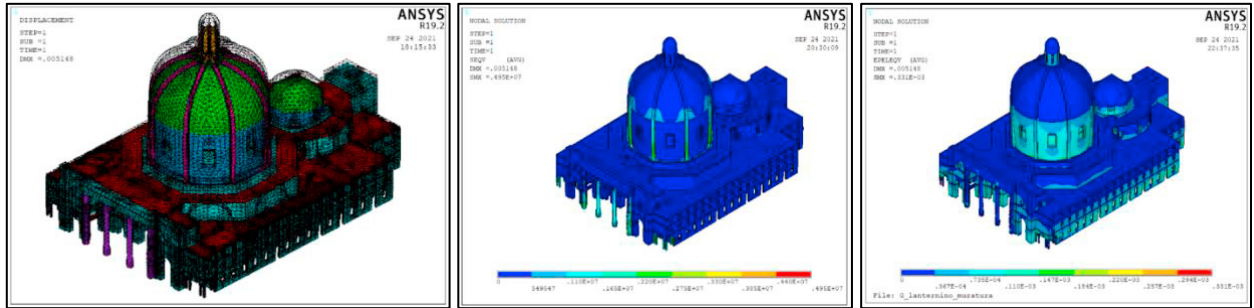 1
DISPLACEMENT
STEP=1
SUB =1
TIME=1
DMX =.005148
ANSYS
R19.2
SEP 24 2021
18:15:33
1
NODAL SOLUTION
STEP=1
SUB =1
TIME=1
SEQV (AVG)
DMX =.005148
SMX =.495E+07
ANSYS
R19.2
SEP 24 2021
20:30:09
0 .110E+07 .220E+07 .330E+07 .440E+07
549547 .165E+07 .275E+07 .385E+07 .495E+07
NODAL SOLUTION
STEP=1
SUB =1
TIME=1
EPELEQV (AVG)
DMX =.005148
SMX =.331E-03
ANSYS
R19.2
SEP 24 2021
22:37:35
0 .735E-04 .147E-03 .294E-03
.367E-04 .110E-03 .184E-03 .257E-03 .331E-03
File: G_lanternino_muratura